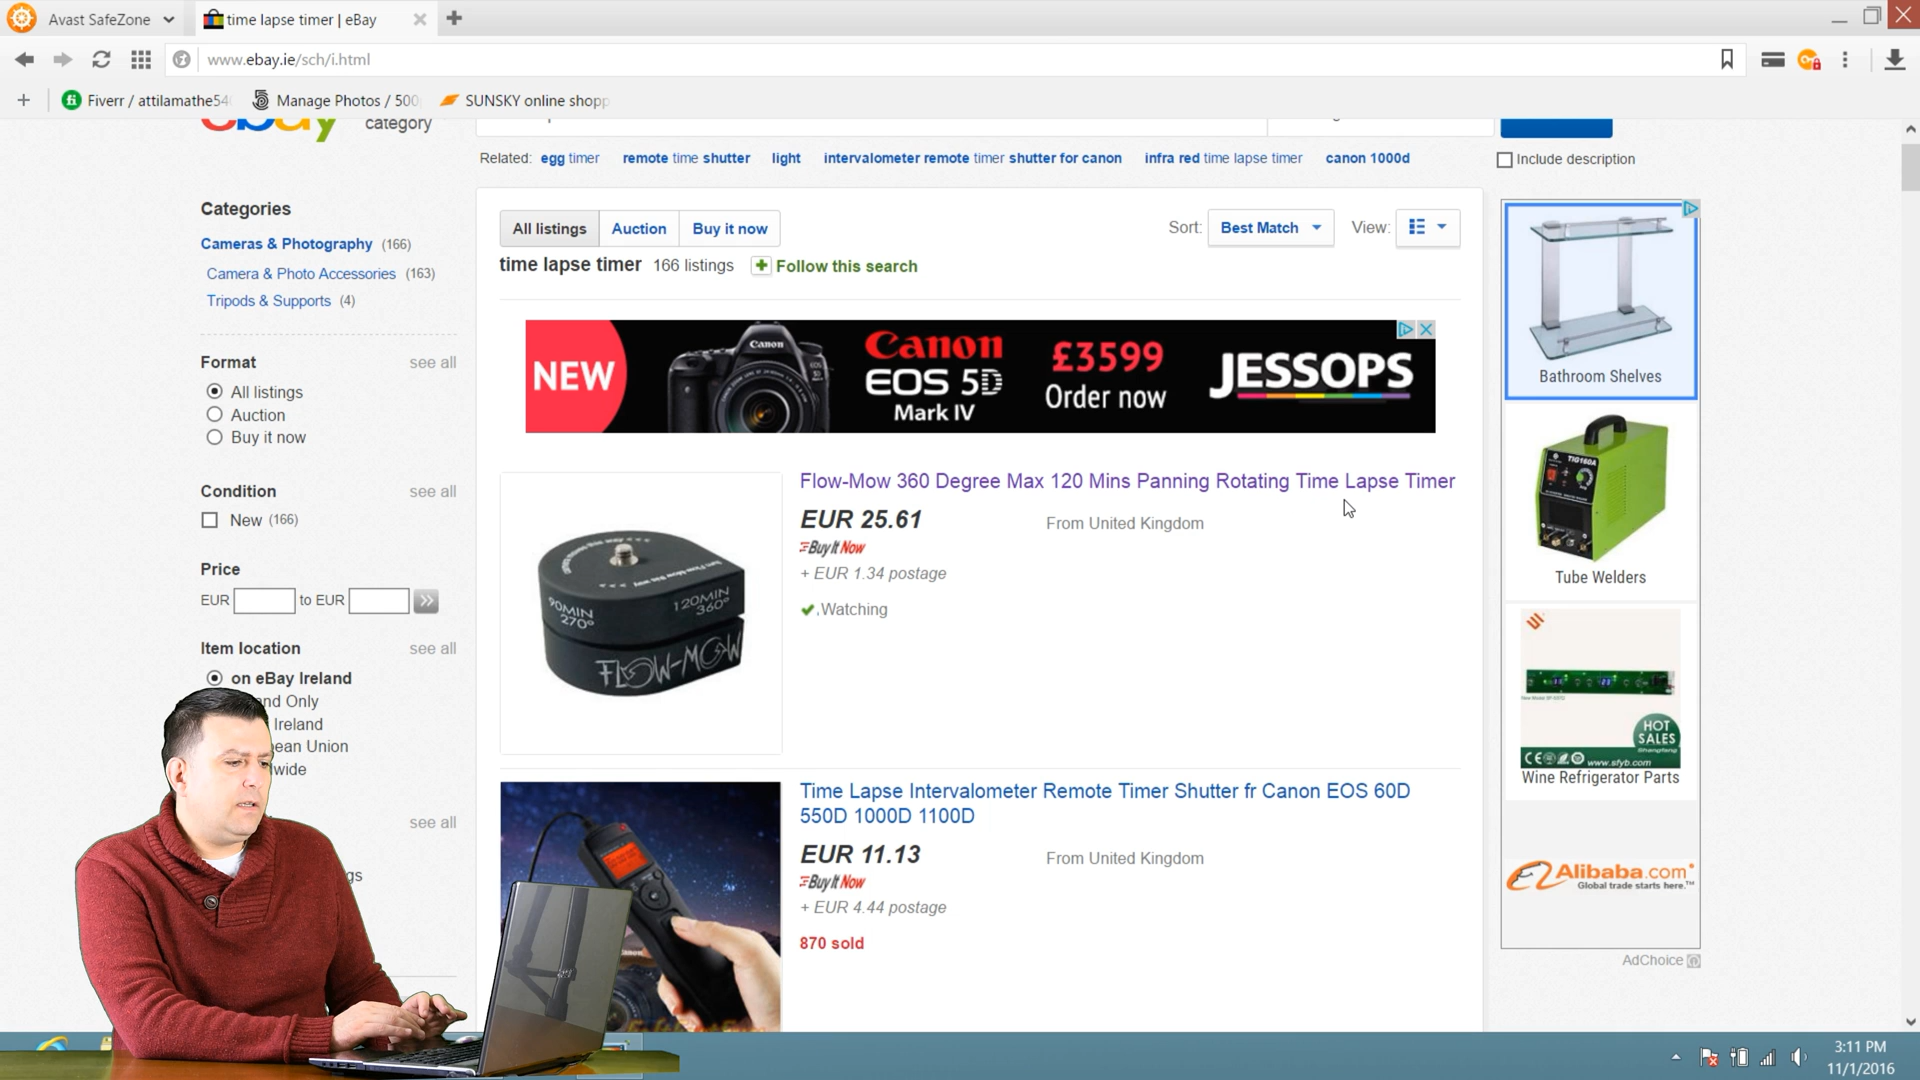 Avast SafeZone
time lapse timer | eBay
www.ebay.ie/sch/i.html
Fiverr / attilamathe54
Manage Photos / 500
SUNSKY online shopp
ebay
category
Related: egg timer remote time shutter light intervalometer remote timer shutter for canon infra red time lapse timer canon 1000d
Include description
Categories
Cameras & Photography (166)
Camera & Photo Accessories (163)
Tripods & Supports (4)
Format see all
All listings
Auction
Buy it now
Condition see all
New (166)
Price
EUR to EUR
Item location see all
on eBay Ireland
nd Only
Ireland
ean Union
wide
see all
gs
All listings Auction Buy it now
Sort: Best Match View:
time lapse timer 166 listings Follow this search
NEW
Canon
Canon
EOS 5D
Mark IV
£3599
Order now
JESSOPS
Flow-Mow 360 Degree Max 120 Mins Panning Rotating Time Lapse Timer
EUR 25.61 From United Kingdom
Buy It Now
+ EUR 1.34 postage
Watching
90MIN
270°
120MIN
360°
FLOW-MOW
Time Lapse Intervalometer Remote Timer Shutter fr Canon EOS 60D
550D 1000D 1100D
EUR 11.13 From United Kingdom
Buy It Now
+ EUR 4.44 postage
870 sold
Bathroom Shelves
TIG160A
Tube Welders
HOT
SALES
www.sfyb.com
Wine Refrigerator Parts
Alibaba.com
Global trade starts here.™
AdChoice
3:11 PM
11/1/2016